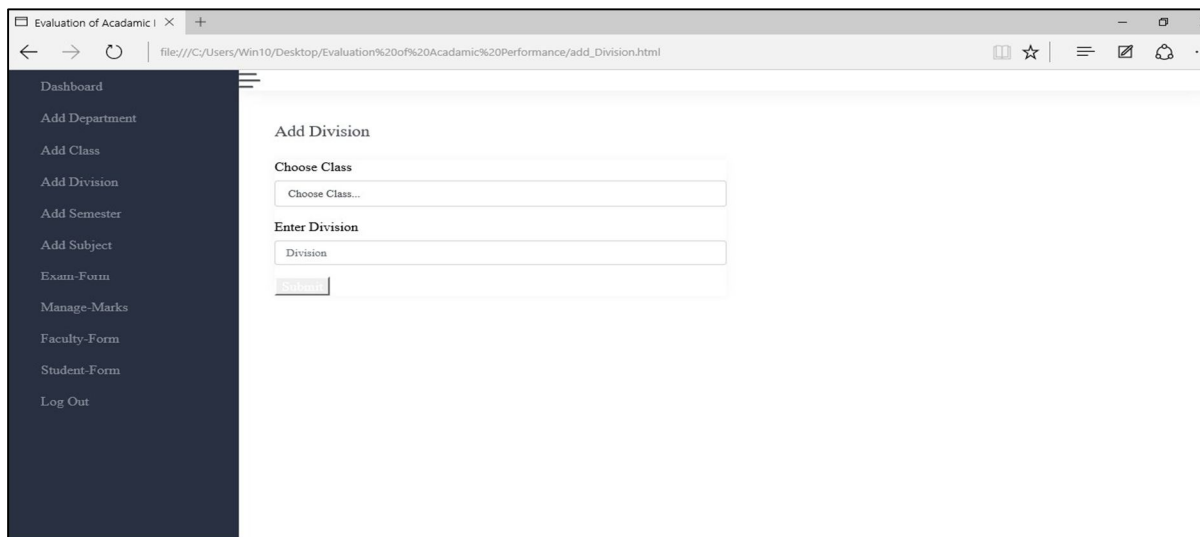 Evaluation of Acadamic
file:///C:/Users/Win10/Desktop/Evaluation%20of%20Acadamic%20Performance/add_Division.html
Dashboard
Add Department
Add Class
Add Division
Add Semester
Add Subject
Exam-Form
Manage-Marks
Faculty-Form
Student-Form
Log Out
Add Division
Choose Class
Choose Class...
Enter Division
Division
Submit